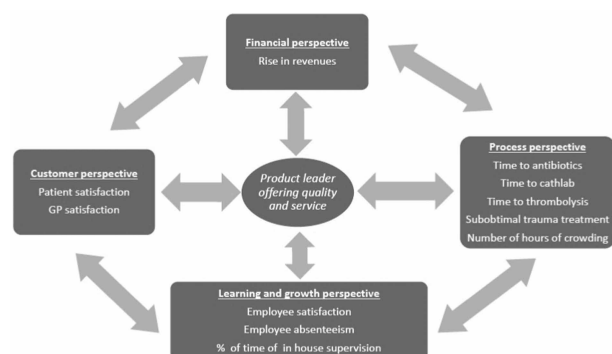 Financial perspective
Rise in revenues
Customer perspective
Patient satisfaction
GP satisfaction
Product leader
offering quality
and service
Process perspective
Time to antibiotics
Time to cathlab
Time to thrombolysis
Subobtimal trauma treatment
Number of hours of crowding
Learning and growth perspective
Employee satisfaction
Employee absenteeism
% of time of in house supervision